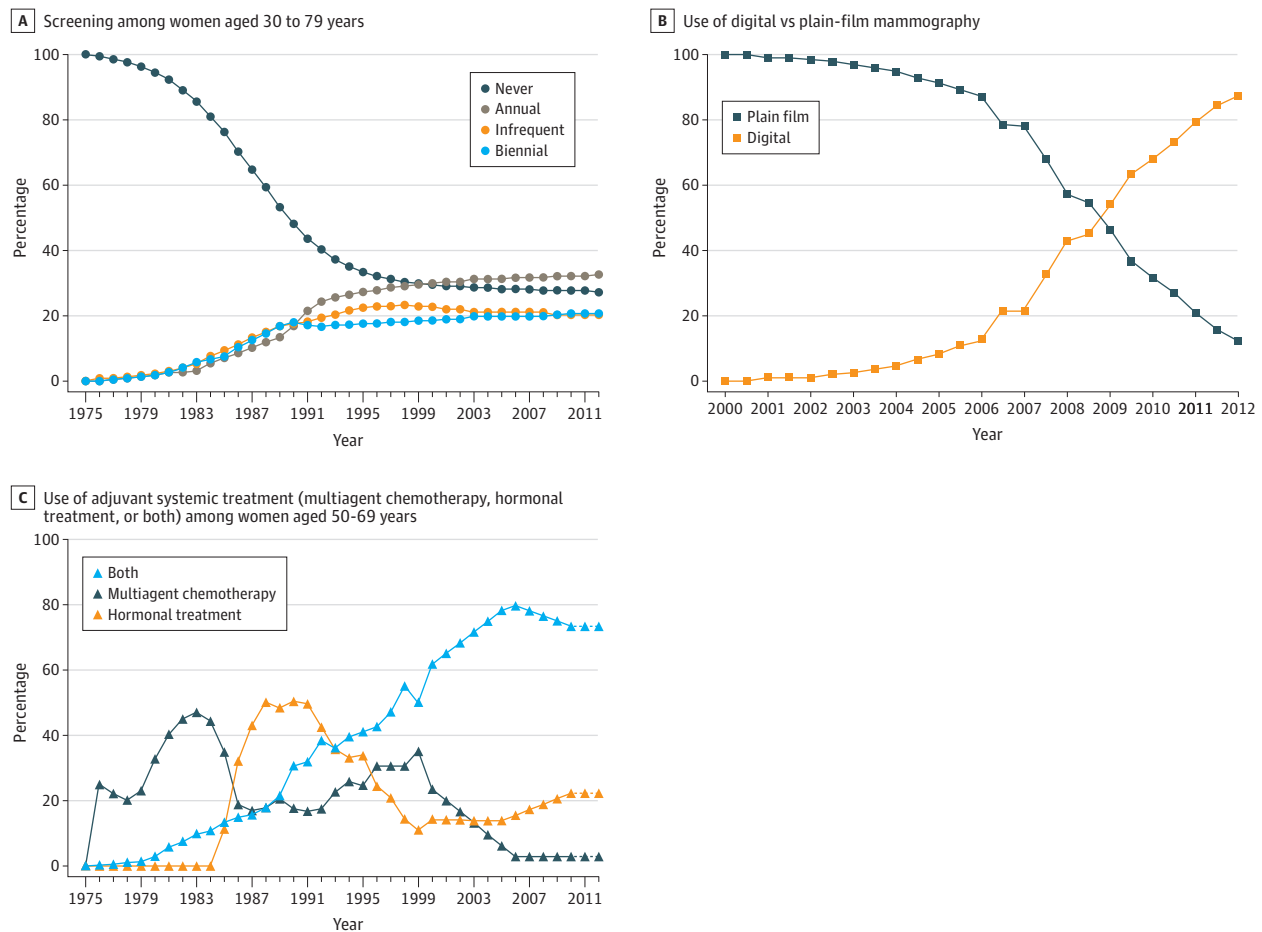 A Screening among women aged 30 to 79 years
100
80
60
40
20
0
Percentage
Never
Annual
Infrequent
Biennial
1975 1979 1983 1987 1991 1995 1999 2003 2007 2011
Year
B Use of digital vs plain-film mammography
100
80
60
40
20
0
Percentage
Plain film
Digital
2000 2001 2002 2003 2004 2005 2006 2007 2008 2009 2010 2011 2012
Year
C Use of adjuvant systemic treatment (multiagent chemotherapy, hormonal
treatment, or both) among women aged 50-69 years
100
80
60
40
20
0
Percentage
Both
Multiagent chemotherapy
Hormonal treatment
1975 1979 1983 1987 1991 1995 1999 2003 2007 2011
Year